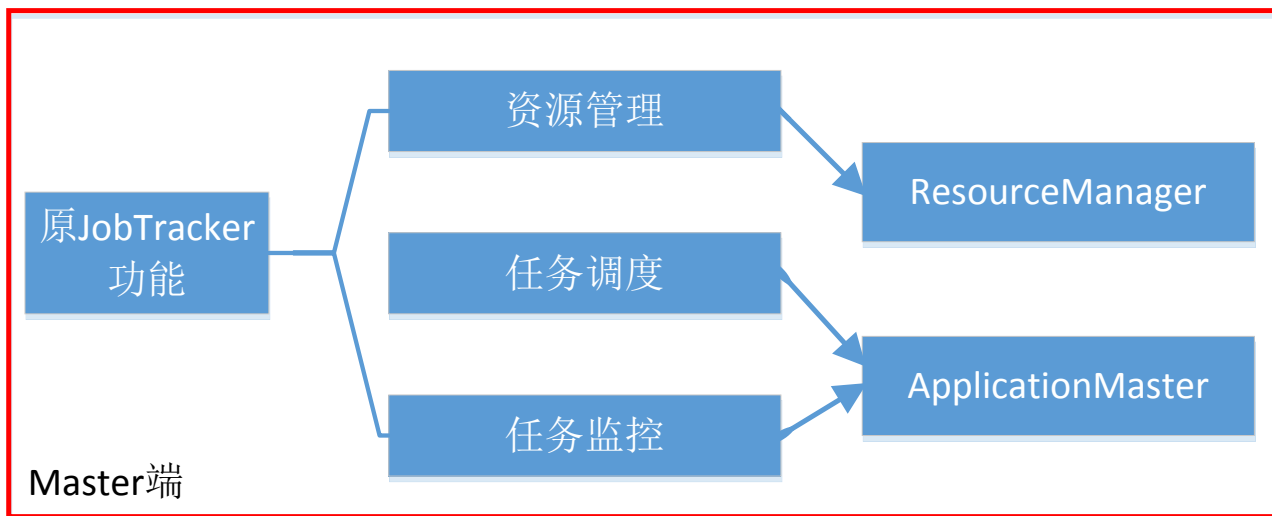 资源管理
ResourceManager
原JobTracker
功能
任务调度
ApplicationMaster
任务监控
Master端